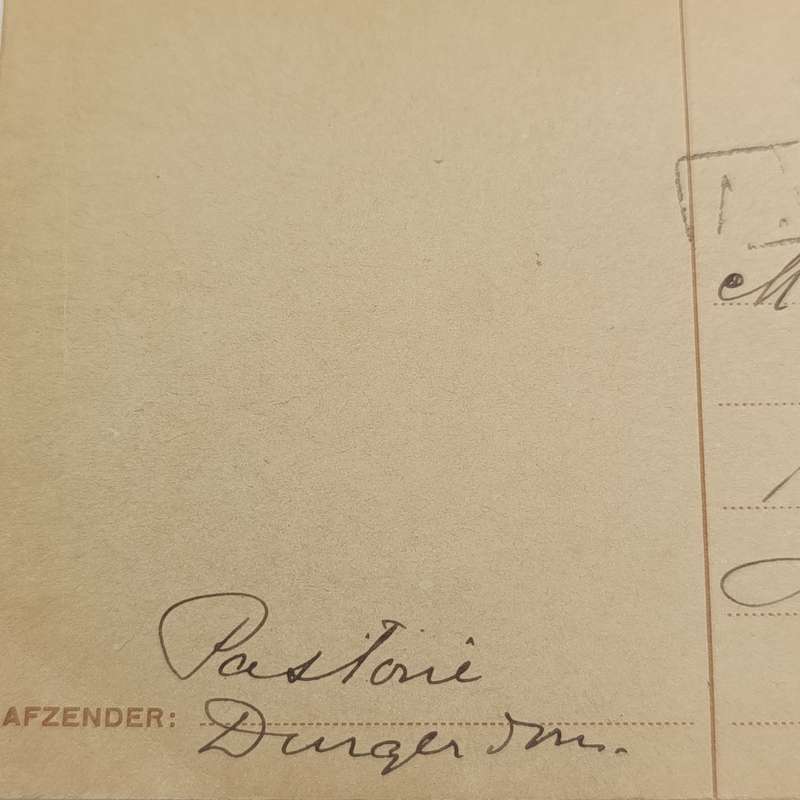 Pastorie
AFZENDER: Durgerdam.
M